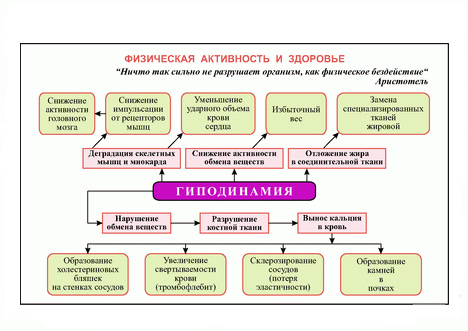 ФИЗИЧЕСКАЯ АКТИВНОСТЬ И ЗДОРОВЬЕ
“Ничто так сильно не разрушает организм, как физическое бездействие“
Аристотель
Снижение
активности
головного
мозга
Снижение
импульсации
от рецепторов
мышц
Уменьшение
ударного объема
крови
сердца
Избыточный
вес
Замена
специализированных
тканей
жировой
Деградация скелетных
мышц и миокарда
Снижение активности
обмена веществ
Отложение жира
в соединительной ткани
ГИПОДИНАМИЯ
Нарушение
обмена веществ
Разрушение
костной ткани
Вынос кальция
в кровь
Образование
холестериновых
бляшек
на стенках сосудов
Увеличение
свертываемости
крови
(тромбофлебит)
Склерозирование
сосудов
(потеря
эластичности)
Образование
камней
в
почках